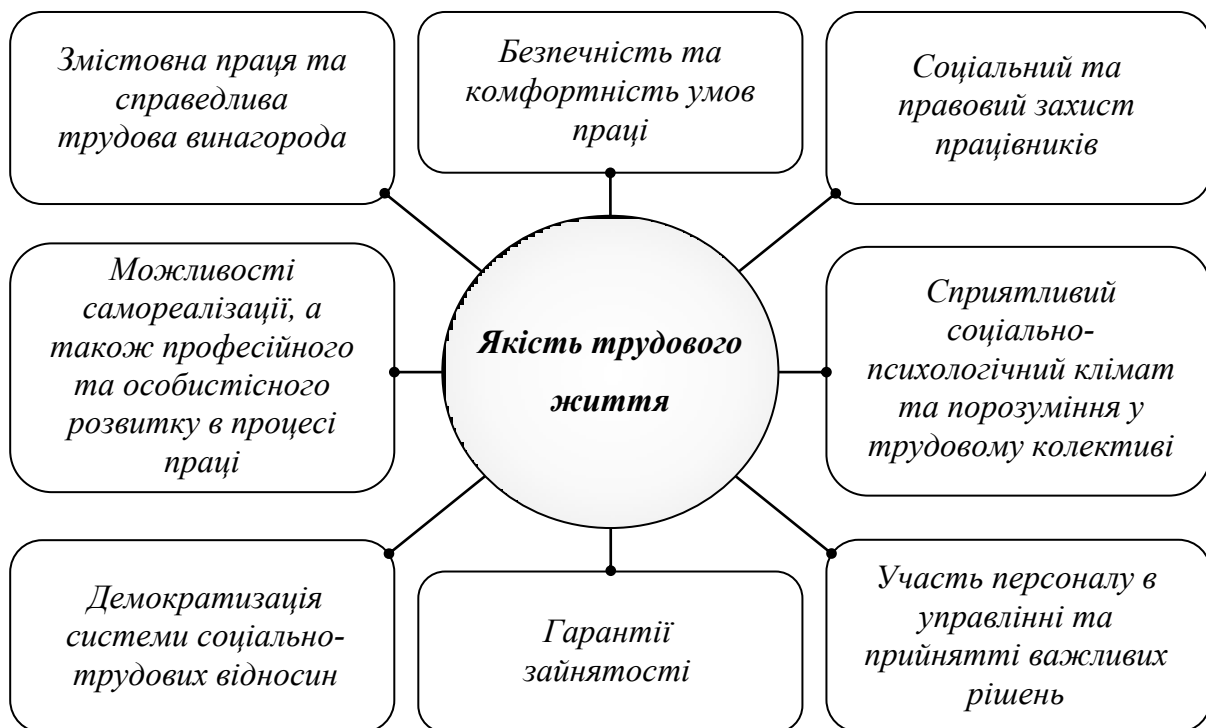 Змістовна праця та
справедлива
трудова винагорода
Безпечність та
комфортність умов
праці
Соціальний та
правовий захист
працівників
Можливості
самореалізації, а
також професійного
та особистісного
розвитку в процесі
праці
Якість трудового
життя
Сприятливий
соціально-
психологічний клімат
та порозуміння у
трудовому колективі
Демократизація
системи соціально-
трудових відносин
Гарантії
зайнятості
Участь персоналу в
управлінні та
прийнятті важливих
рішень